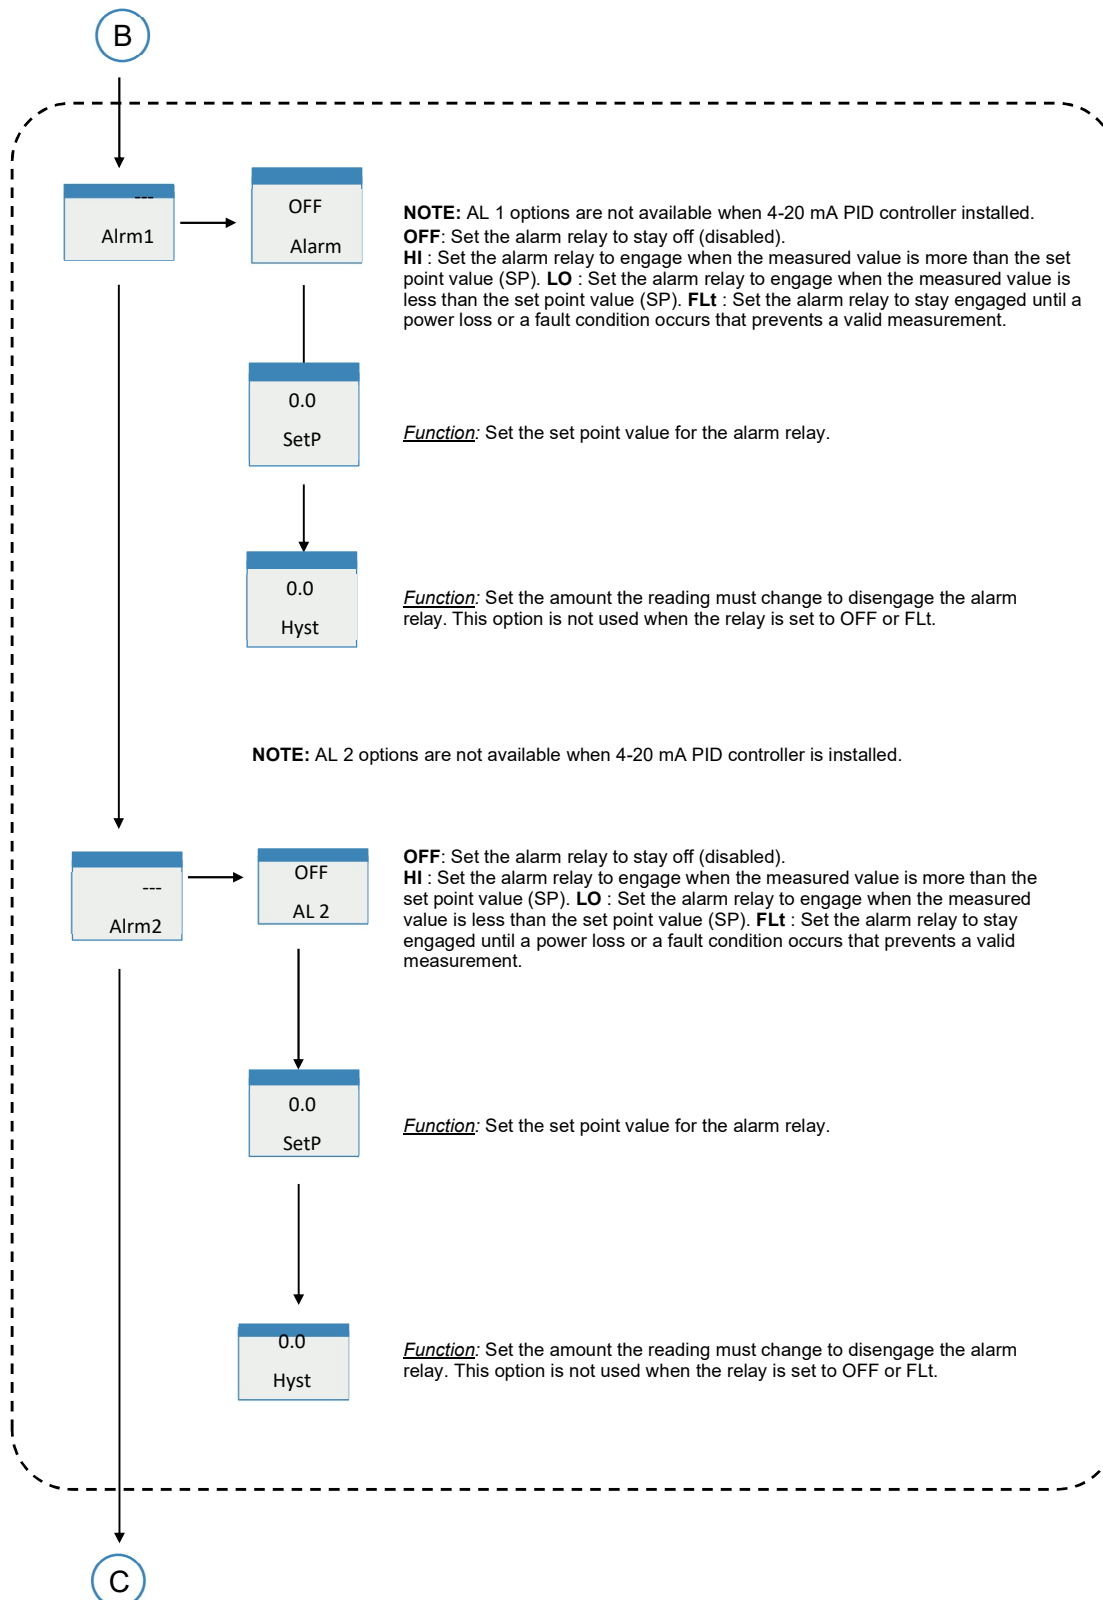 B
---
Alrm1
OFF
Alarm
NOTE: AL 1 options are not available when 4-20 mA PID controller installed.
OFF: Set the alarm relay to stay off (disabled).
HI : Set the alarm relay to engage when the measured value is more than the set
point value (SP). LO : Set the alarm relay to engage when the measured value is
less than the set point value (SP). FLt : Set the alarm relay to stay engaged until a
power loss or a fault condition occurs that prevents a valid measurement.
0.0
SetP
Function: Set the set point value for the alarm relay.
0.0
Hyst
Function: Set the amount the reading must change to disengage the alarm
relay. This option is not used when the relay is set to OFF or FLt.
NOTE: AL 2 options are not available when 4-20 mA PID controller is installed.
---
Alrm2
OFF
AL 2
OFF: Set the alarm relay to stay off (disabled).
HI : Set the alarm relay to engage when the measured value is more than the
set point value (SP). LO : Set the alarm relay to engage when the measured
value is less than the set point value (SP). FLt : Set the alarm relay to stay
engaged until a power loss or a fault condition occurs that prevents a valid
measurement.
0.0
SetP
Function: Set the set point value for the alarm relay.
0.0
Hyst
Function: Set the amount the reading must change to disengage the alarm
relay. This option is not used when the relay is set to OFF or FLt.
C